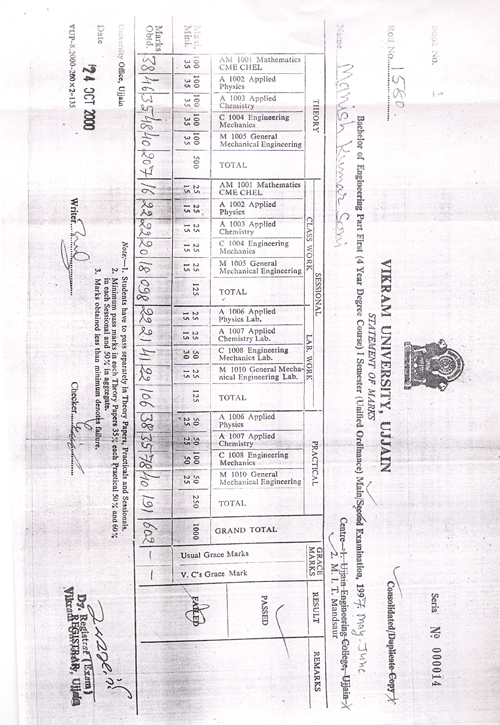 Book No. 1
Seria Nº 000014
VIKRAM UNIVERSITY, UJJAIN
STATEMENT OF MARKS
Consolidated/Duplicate Copy
Roll No. 1580
Bachelor of Engineering Part First (4 Year Degree Course) I Semester (Unified Ordinance) Main/Second Examination, 1997 May-June
Name. Manish Kumar Soni
Centre—1. Ujjain Engineering College, Ujjain
2. M. I. T. Mandsaur
THEORY
SESSIONAL
PRACTICAL
GRACE MARKS
RESULT
REMARKS
CLASS WORK
LAB. WORK
AM 1001 Mathematics CME CHEL
A 1002 Applied Physics
A 1003 Applied Chemistry
C 1004 Engineering Mechanics
M 1005 General Mechanical Engineering
TOTAL
AM 1001 Mathematics CME CHEL
A 1002 Applied Physics
A 1003 Applied Chemistry
C 1004 Engineering Mechanics
M 1005 General Mechanical Engineering
TOTAL
A 1006 Applied Physics Lab.
A 1007 Applied Chemistry Lab.
C 1008 Engineering Mechanics Lab.
M 1010 General Mechanical Engineering Lab.
TOTAL
A 1006 Applied Physics
A 1007 Applied Chemistry
C 1008 Engineering Mechanics
M 1010 General Mechanical Engineering
TOTAL
GRAND TOTAL
Usual Grace Marks
V. C's Grace Mark
PASSED
FAILED
Max. 100 100 100 100 100 500 25 25 25 25 25 125 25 25 50 25 125 50 50 100 50 250 1000
Mini. 35 35 35 35 35 15 15 15 15 15 15 15 30 15 25 25 50 25
Marks Obtd. 38 46 35 48 40 207 16 22 22 20 18 098 22 21 41 22 106 38 35 78 40 191 602 — —
Note:—1. Students have to pass separately in Theory Papers, Practicals and Sessionals.
2. Minimum pass marks in each Theory Papers 35% each Practical 50% and 60%
in each Sessional and 50% in aggregate.
3. Marks obtained less than minimum denotes failure.
University Office, Ujjain
Date 24 OCT 2000
Writer
Checker
Dy. Registrar (Exam)
REGISTRAR, Ujjain
VUP-8.2000-200×2-135